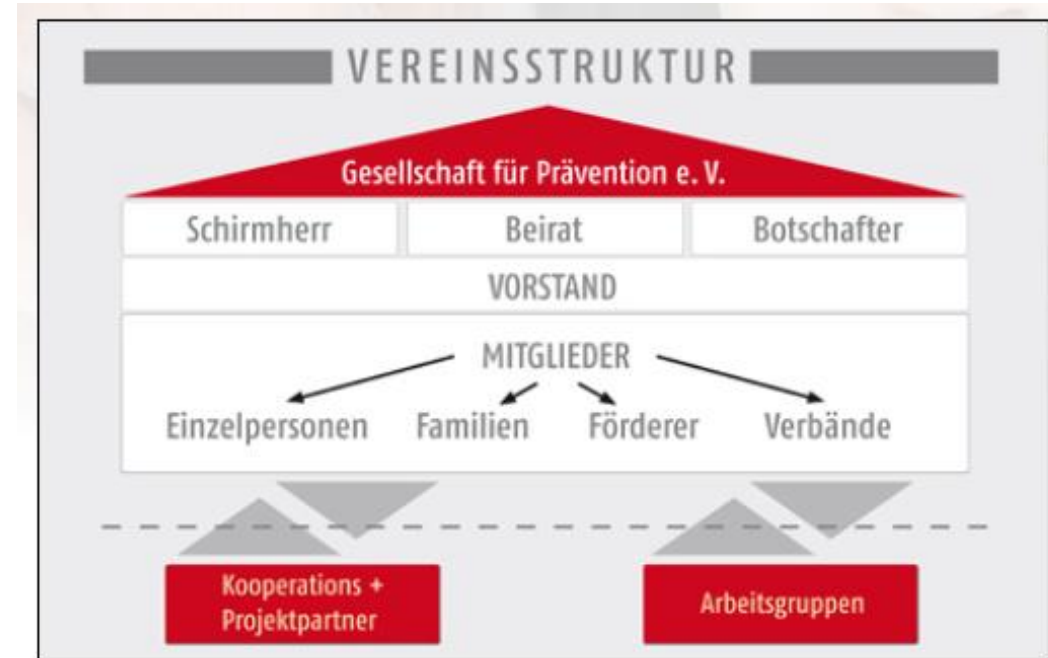 VEREINSSTRUKTUR
Gesellschaft für Prävention e. V.
Schirmherr Beirat Botschafter
VORSTAND
MITGLIEDER
Einzelpersonen Familien Förderer Verbände
Kooperations +
Projektpartner
Arbeitsgruppen